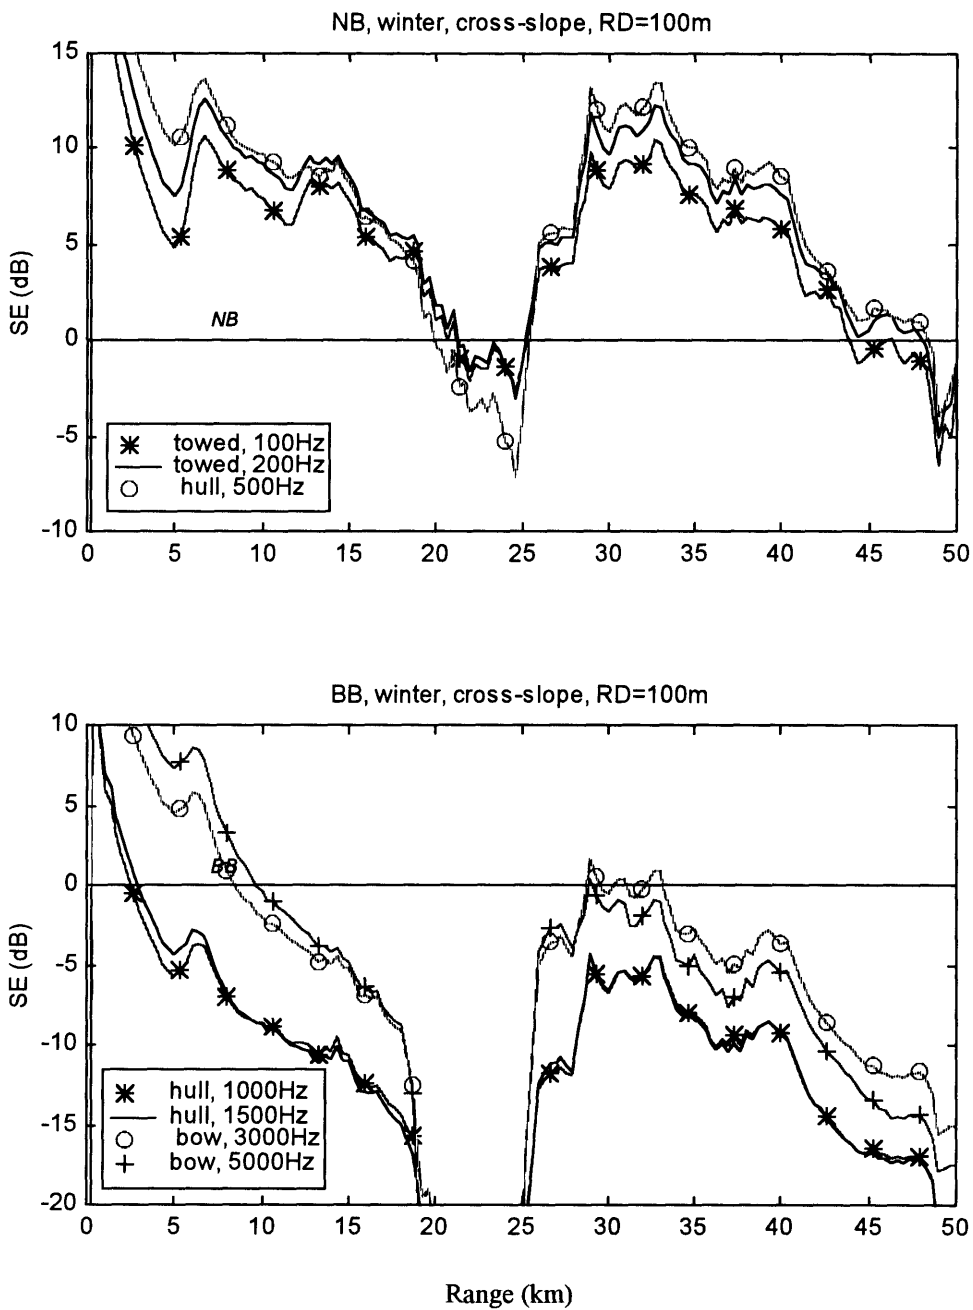 NB, winter, cross-slope, RD=100m
15
10
5
0
-5
-10
SE (dB)
NB
towed, 100Hz
towed, 200Hz
hull, 500Hz
0 5 10 15 20 25 30 35 40 45 50
BB, winter, cross-slope, RD=100m
10
5
0
-5
-10
-15
-20
SE (dB)
BB
hull, 1000Hz
hull, 1500Hz
bow, 3000Hz
bow, 5000Hz
0 5 10 15 20 25 30 35 40 45 50
Range (km)